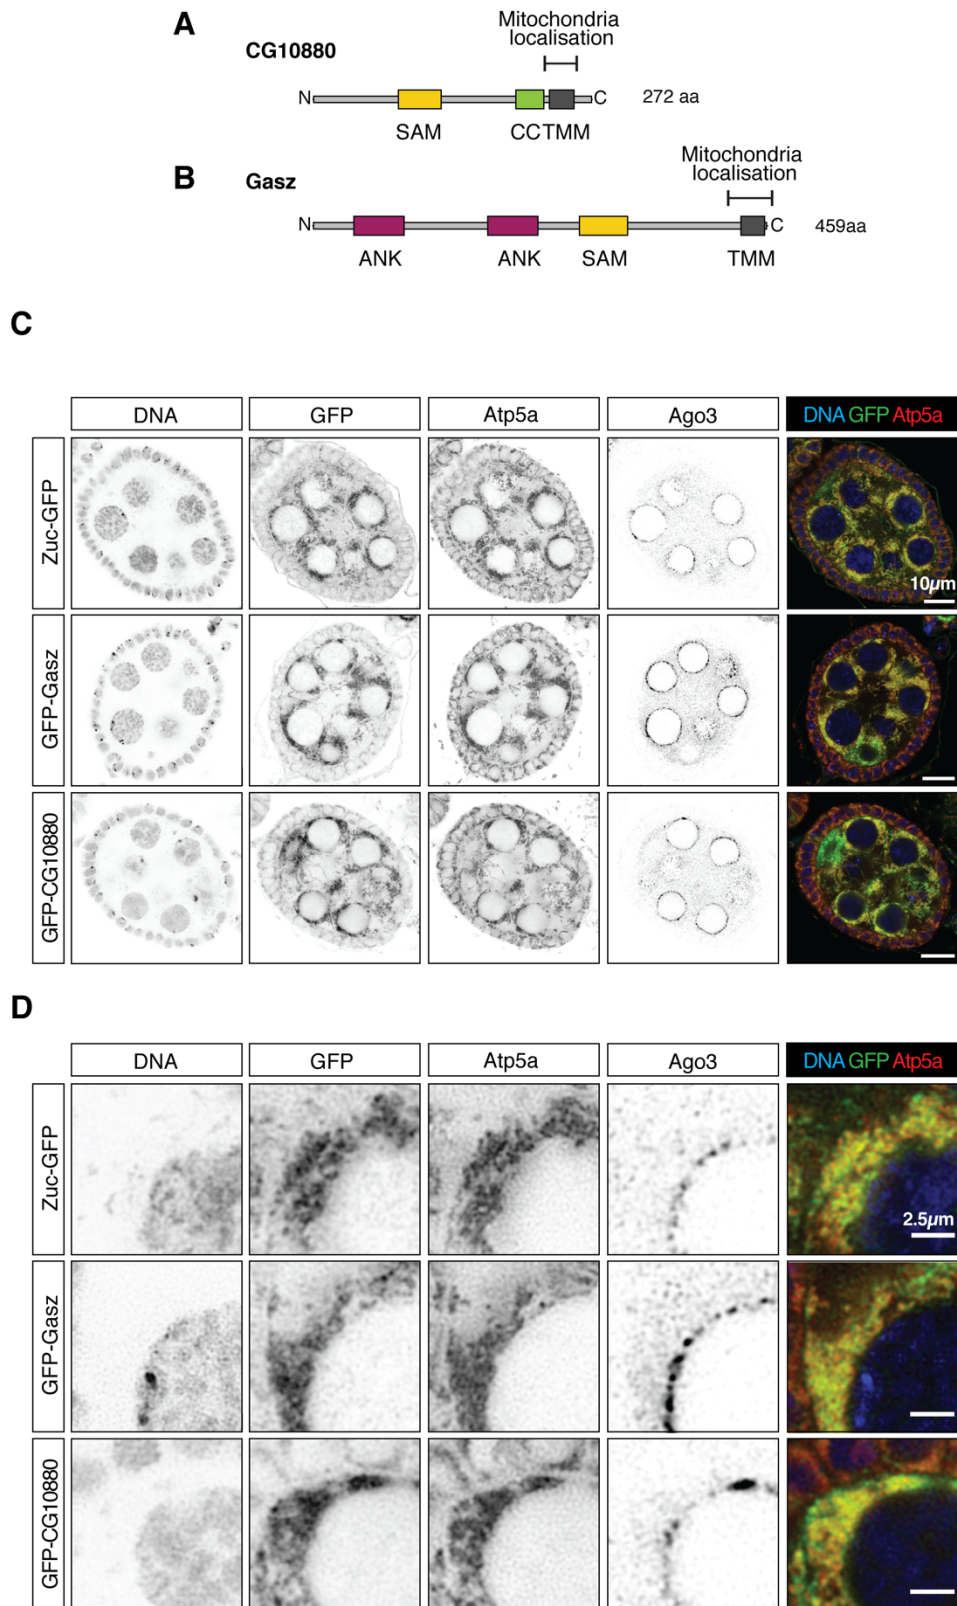 A
CG10880
Mitochondria
localisation
N
C
272 aa
SAM
CC
TMM
B
Gasz
Mitochondria
localisation
N
C
459aa
ANK
ANK
SAM
TMM
C
DNA
GFP
Atp5a
Ago3
DNA GFP Atp5a
Zuc-GFP
10µm
GFP-Gasz
GFP-CG10880
D
DNA
GFP
Atp5a
Ago3
DNA GFP Atp5a
Zuc-GFP
2.5µm
GFP-Gasz
GFP-CG10880